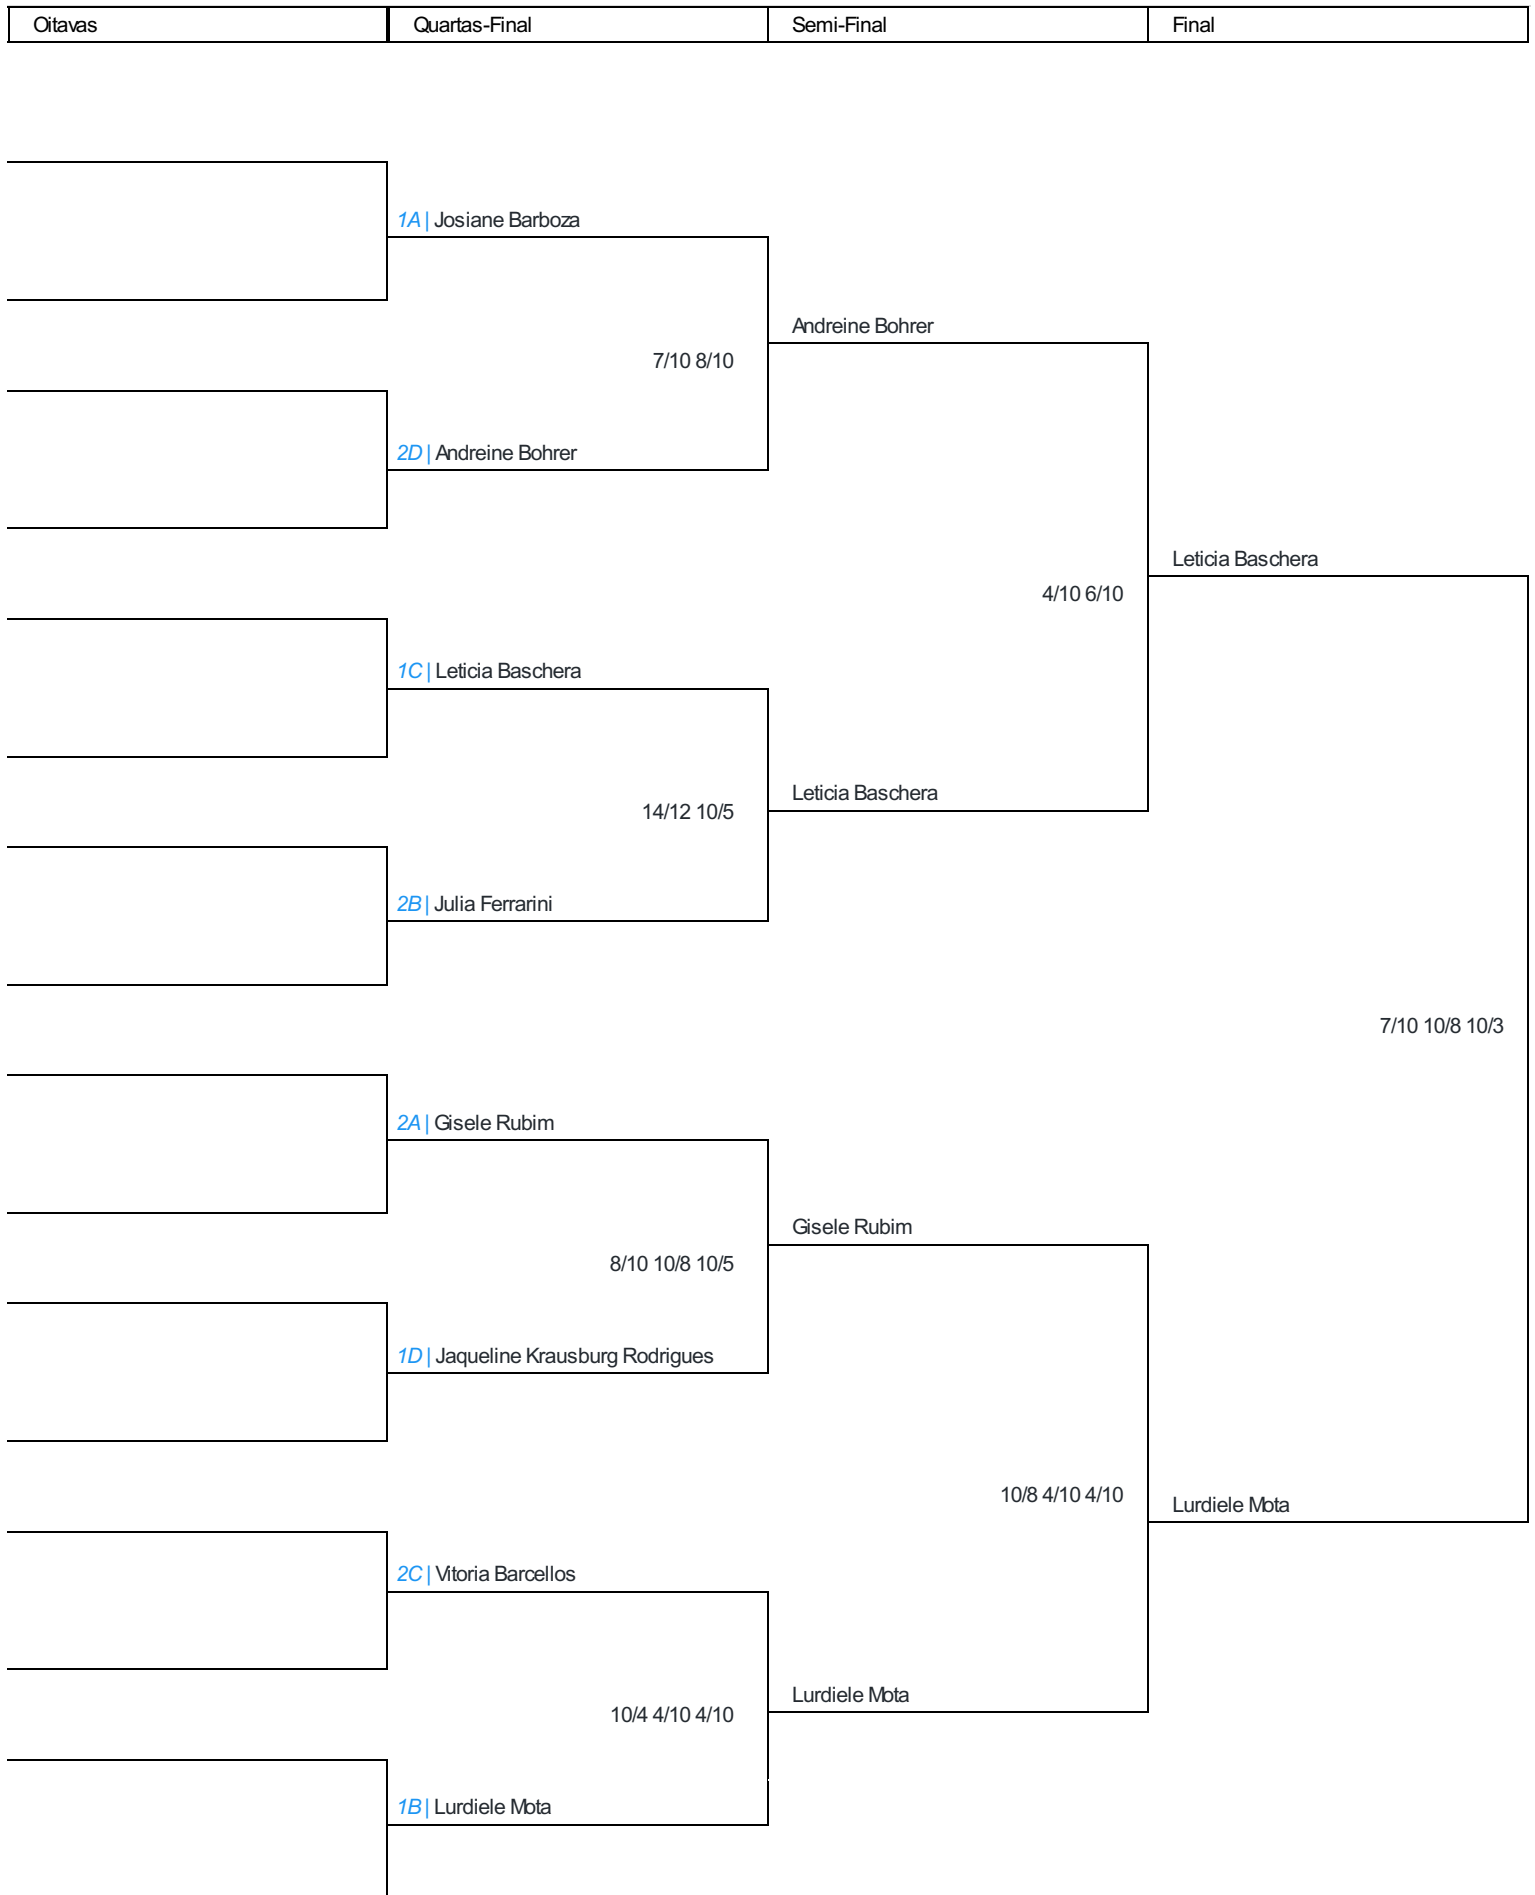 Oitavas Quartas-Final Semi-Final Final
1A | Josiane Barboza
Andreine Bohrer
7/10 8/10
2D | Andreine Bohrer
Leticia Baschera
4/10 6/10
1C | Leticia Baschera
Leticia Baschera
14/12 10/5
2B | Julia Ferrarini
7/10 10/8 10/3
2A | Gisele Rubim
Gisele Rubim
8/10 10/8 10/5
1D | Jaqueline Krausburg Rodrigues
10/8 4/10 4/10
Lurdiele Mota
2C | Vitoria Barcellos
Lurdiele Mota
10/4 4/10 4/10
1B | Lurdiele Mota